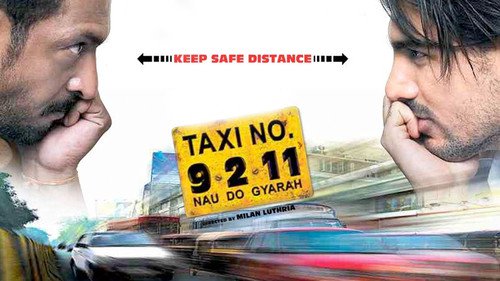 KEEP SAFE DISTANCE
TAXI NO.
9·2·11
NAU DO GYARAH
DIRECTED BY MILAN LUTHRIA